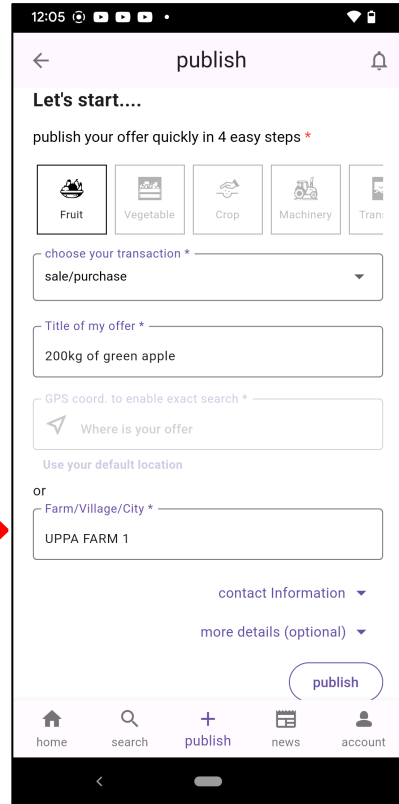 12:05
publish
Let's start....
publish your offer quickly in 4 easy steps *
Fruit Vegetable Crop Machinery Tran
choose your transaction *
sale/purchase
Title of my offer *
200kg of green apple
GPS coord. to enable exact search *
Where is your offer
Use your default location
or
Farm/Village/City *
UPPA FARM 1
contact Information
more details (optional)
publish
home search publish news account